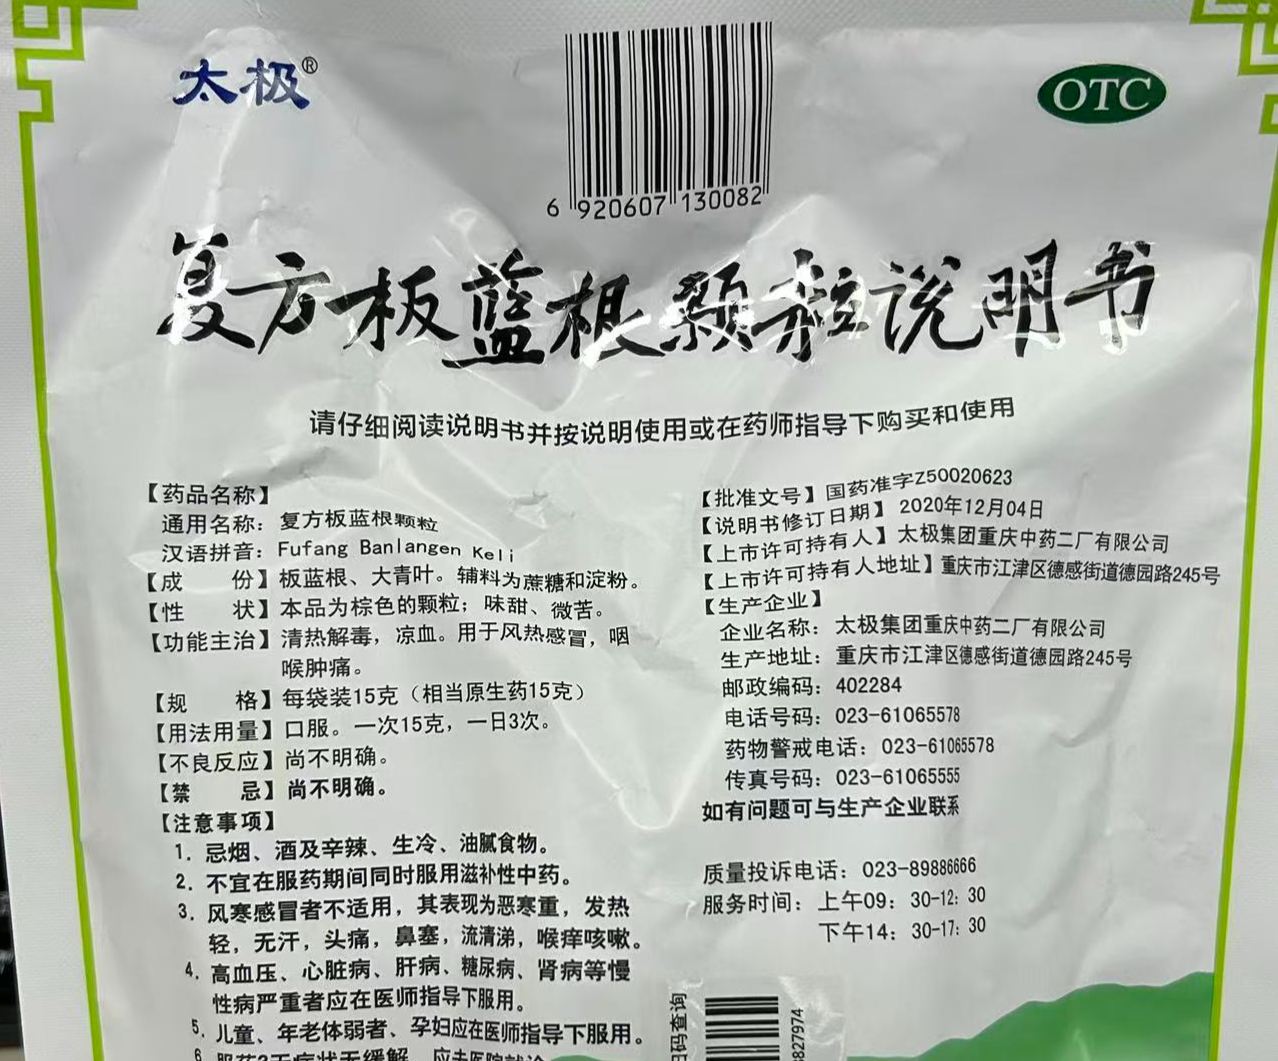 太极®
OTC
6 920607 130082
复方板蓝根颗粒说明书
请仔细阅读说明书并按说明使用或在药师指导下购买和使用
【药品名称】
通用名称：复方板蓝根颗粒
汉语拼音：Fufang Banlangen Keli
【成　　份】板蓝根、大青叶。辅料为蔗糖和淀粉。
【性　　状】本品为棕色的颗粒；味甜、微苦。
【功能主治】清热解毒，凉血。用于风热感冒，咽
喉肿痛。
【规　　格】每袋装15克（相当原生药15克）
【用法用量】口服。一次15克，一日3次。
【不良反应】尚不明确。
【禁　　忌】尚不明确。
【注意事项】
1. 忌烟、酒及辛辣、生冷、油腻食物。
2. 不宜在服药期间同时服用滋补性中药。
3. 风寒感冒者不适用，其表现为恶寒重，发热
轻，无汗，头痛，鼻塞，流清涕，喉痒咳嗽。
4. 高血压、心脏病、肝病、糖尿病、肾病等慢
性病严重者应在医师指导下服用。
5. 儿童、年老体弱者、孕妇应在医师指导下服用。
6. 服药3天症状无缓解，应去医院就诊
【批准文号】国药准字Z50020623
【说明书修订日期】2020年12月04日
【上市许可持有人】太极集团重庆中药二厂有限公司
【上市许可持有人地址】重庆市江津区德感街道德园路245号
【生产企业】
企业名称：太极集团重庆中药二厂有限公司
生产地址：重庆市江津区德感街道德园路245号
邮政编码：402284
电话号码：023-61065578
药物警戒电话：023-61065578
传真号码：023-61065555
如有问题可与生产企业联系
质量投诉电话：023-89886666
服务时间：上午09：30-12：30
下午14：30-17：30
码查询
827974